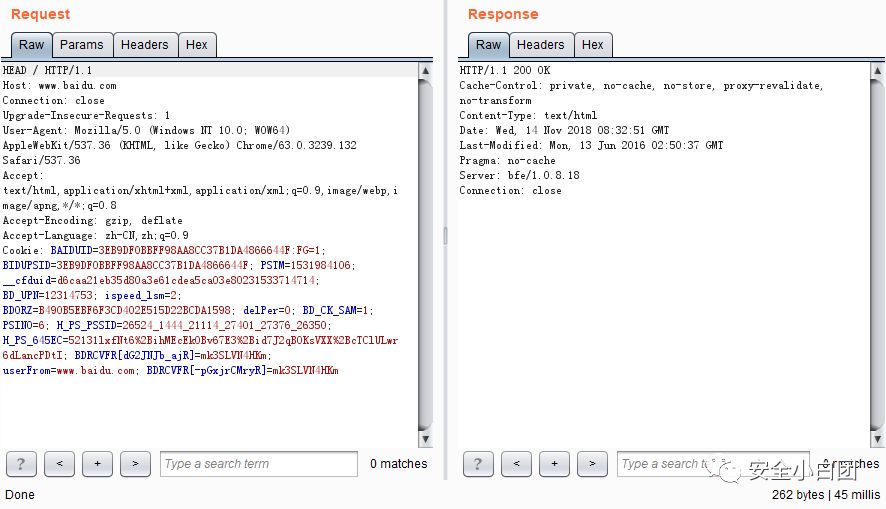 Request
Raw Params Headers Hex
HEAD / HTTP/1.1
Host: www.baidu.com
Connection: close
Upgrade-Insecure-Requests: 1
User-Agent: Mozilla/5.0 (Windows NT 10.0; WOW64)
AppleWebKit/537.36 (KHTML, like Gecko) Chrome/63.0.3239.132
Safari/537.36
Accept:
text/html,application/xhtml+xml,application/xml;q=0.9,image/webp,i
mage/apng,*/*;q=0.8
Accept-Encoding: gzip, deflate
Accept-Language: zh-CN,zh;q=0.9
Cookie: BAIDUID=3EB9DF0BBFF98AA8CC37B1DA4866644F:FG=1;
BIDUPSID=3EB9DF0BBFF98AA8CC37B1DA4866644F; PSTM=1531984106;
__cfduid=d6caa21eb35d80a3e61cdea5ca03e80231533714714;
BD_UPN=12314753; ispeed_lsm=2;
BDORZ=B490B5EBF6F3CD402E515D22BCDA1598; delPer=0; BD_CK_SAM=1;
PSINO=6; H_PS_PSSID=26524_1444_21114_27401_27376_26350;
H_PS_645EC=52131lxfNt6%2BihMEcEkOBv67E3%2Bid7J2qBOKsVXX%2BcTClULwr
6dLancPDtI; BDRCVFR[dG2JNJb_ajR]=mk3SLVN4HKm;
userFrom=www.baidu.com; BDRCVFR[-pGxjrCMryR]=mk3SLVN4HKm
? < + > Type a search term 0 matches
Done
Response
Raw Headers Hex
HTTP/1.1 200 OK
Cache-Control: private, no-cache, no-store, proxy-revalidate,
no-transform
Content-Type: text/html
Date: Wed, 14 Nov 2018 08:32:51 GMT
Last-Modified: Mon, 13 Jun 2016 02:50:37 GMT
Pragma: no-cache
Server: bfe/1.0.8.18
Connection: close
? < + > Type a search 0 matches
安全小白团
262 bytes | 45 millis